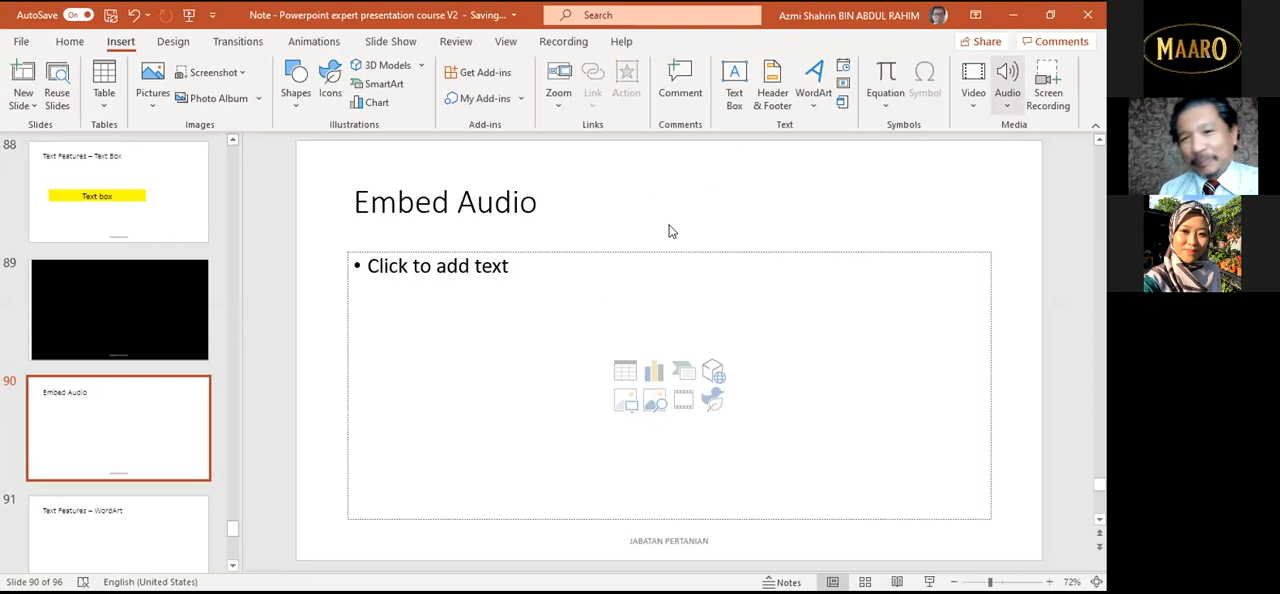 AutoSave On Note - Powerpoint expert presentation course V2 - Saving... Search Azmi Shahrin BIN ABDUL RAHIM
File Home Insert Design Transitions Animations Slide Show Review View Recording Help Share Comments
New Slide
Reuse Slides
Slides
Table
Tables
Pictures
Screenshot
Photo Album
Images
Shapes
Icons
3D Models
SmartArt
Chart
Illustrations
Get Add-ins
My Add-ins
Add-ins
Zoom
Link
Action
Links
Comment
Comments
Text Box
Header & Footer
WordArt
Text
Equation
Symbol
Symbols
Video
Audio
Screen Recording
Media
88
Text Features – Text Box
Text box
89
90
Embed Audio
91
Text Features – WordArt
Embed Audio
• Click to add text
JABATAN PERTANIAN
Slide 90 of 96 English (United States) Notes 72%
MAARO